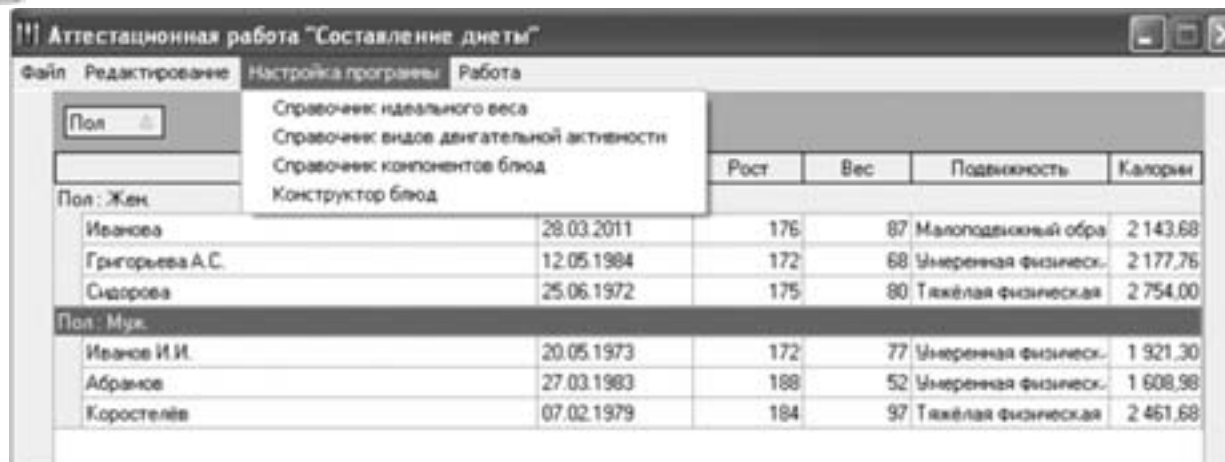 Аттестационная работа "Составление диеты"
Файл Редактирование Настройка программы Работа
Пол
Справочник идеального веса
Справочник видов двигательной активности
Справочник компонентов блюд
Конструктор блюд
Рост Вес Подвижность Калории
Пол : Жен.
Иванова 28.03.2011 176 87 Малоподвижный обра 2 143,68
Григорьева А.С. 12.05.1984 172 68 Умеренная физическ. 2 177,76
Сидорова 25.06.1972 175 80 Тяжёлая физическая 2 754,00
Пол : Муж.
Иванов И.И. 20.05.1973 172 77 Умеренная физическ. 1 921,30
Абрамов 27.03.1983 188 52 Умеренная физическ. 1 608,98
Коростелёв 07.02.1979 184 97 Тяжёлая физическая 2 461,68